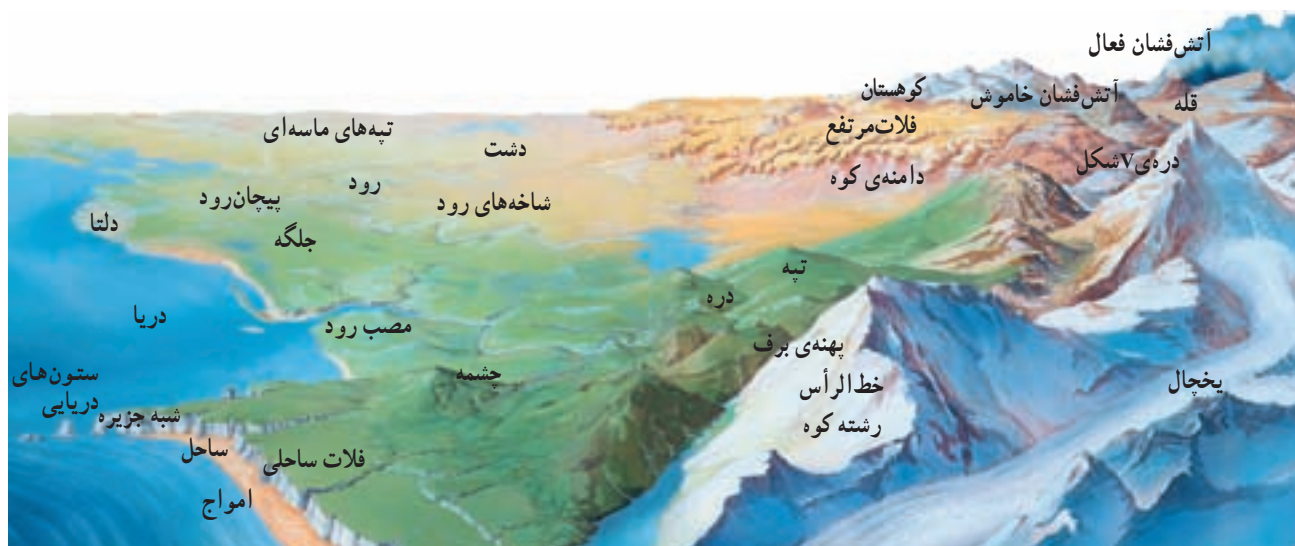 آتش‌فشان فعال
کوهستان
آتش‌فشان خاموش
قله
فلات مرتفع
تپه‌های ماسه‌ای
دشت
دره‌ی V شکل
دامنه‌ی کوه
رود
شاخه‌های رود
پیچان‌رود
دلتا
جلگه
تپه
دره
دریا
مصب رود
پهنه‌ی برف
چشمه
خط‌الرأس
رشته کوه
یخچال
ستون‌های
دریایی
شبه جزیره
ساحل
فلات ساحلی
امواج